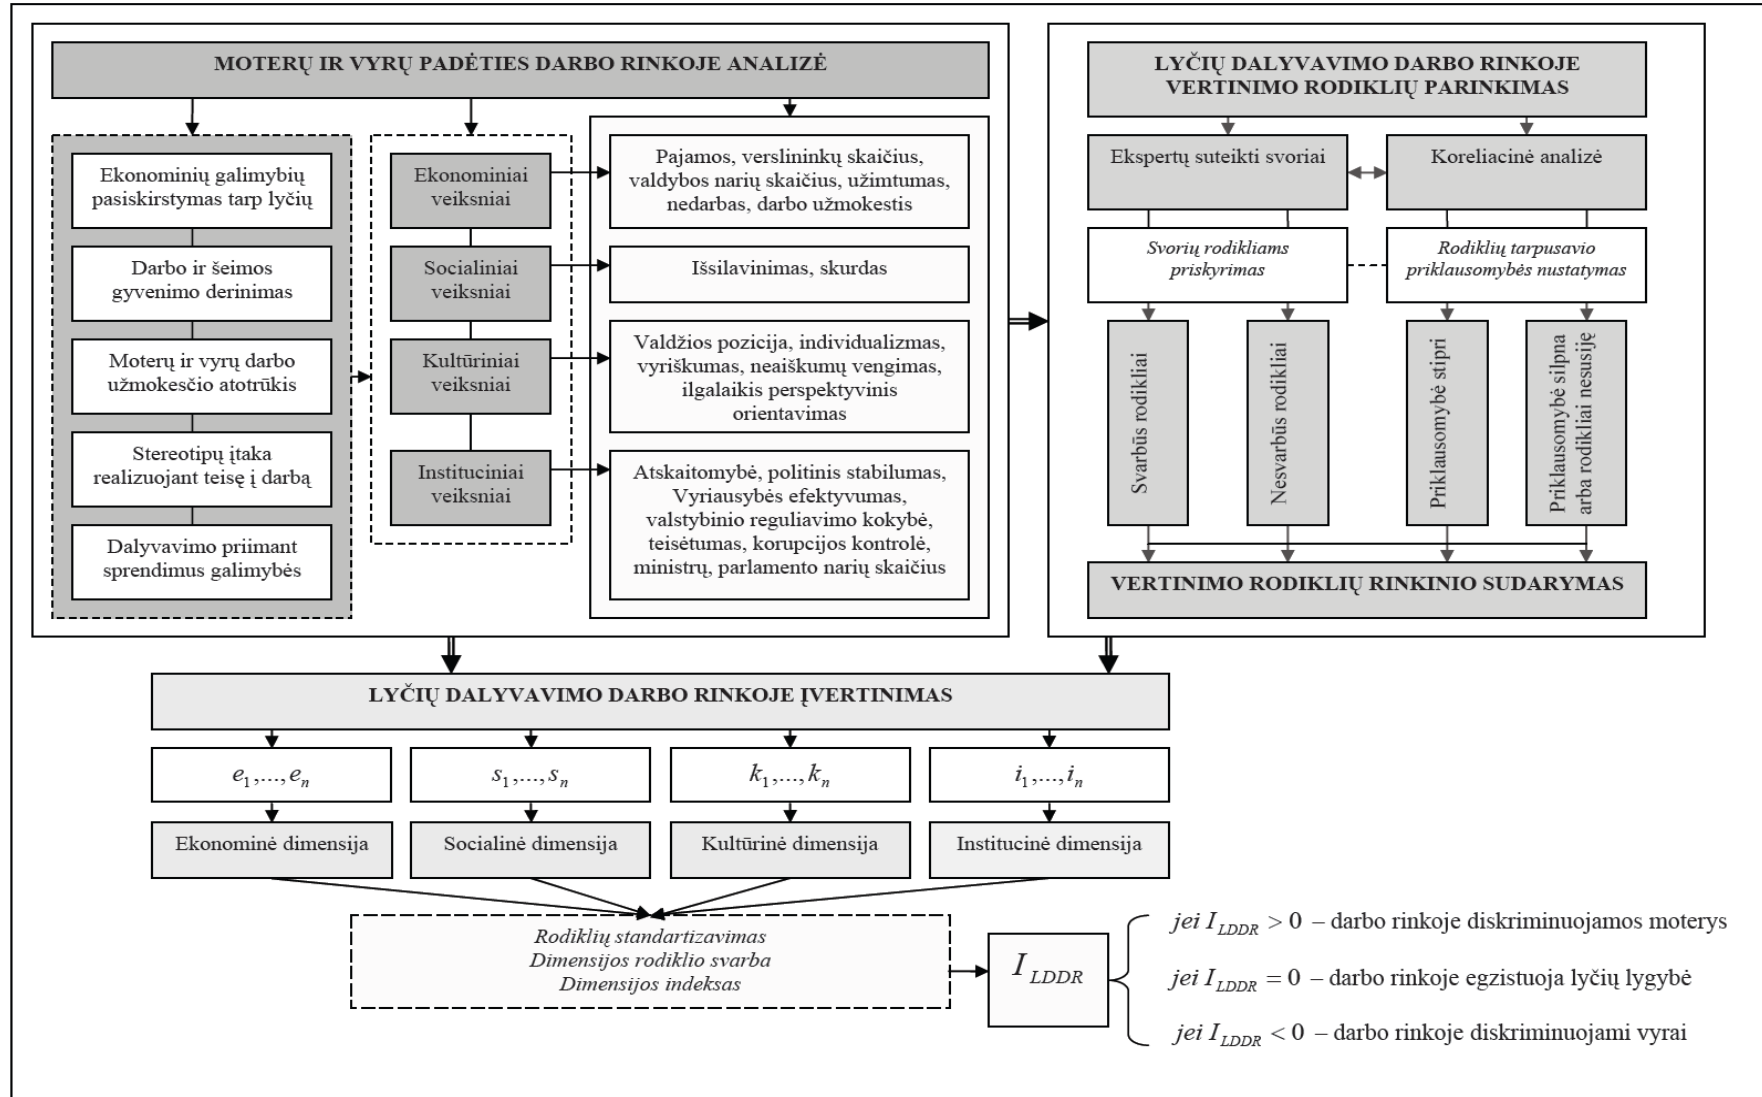 MOTERŲ IR VYRŲ PADĖTIES DARBO RINKOJE ANALIZĖ
Ekonominių galimybių
pasiskirstymas tarp lyčių
Darbo ir šeimos
gyvenimo derinimas
Moterų ir vyrų darbo
užmokesčio atotrūkis
Stereotipų įtaka
realizuojant teisę į darbą
Dalyvavimo priimant
sprendimus galimybės
Ekonominiai
veiksniai
Socialiniai
veiksniai
Kultūriniai
veiksniai
Instituciniai
veiksniai
Pajamos, verslininkų skaičius,
valdybos narių skaičius, užimtumas,
nedarbas, darbo užmokestis
Išsilavinimas, skurdas
Valdžios pozicija, individualizmas,
vyriškumas, neaiškumų vengimas,
ilgalaikis perspektyvinis
orientavimas
Atskaitomybė, politinis stabilumas,
Vyriausybės efektyvumas,
valstybinio reguliavimo kokybė,
teisėtumas, korupcijos kontrolė,
ministrų, parlamento narių skaičius
LYČIŲ DALYVAVIMO DARBO RINKOJE
VERTINIMO RODIKLIŲ PARINKIMAS
Ekspertų suteikti svoriai
Koreliacinė analizė
Svorių rodikliams
priskyrimas
Rodiklių tarpusavio
priklausomybės nustatymas
Svarbūs rodikliai
Nesvarbūs rodikliai
Priklausomybė stipri
Priklausomybė silpna
arba rodikliai nesusiję
VERTINIMO RODIKLIŲ RINKINIO SUDARYMAS
LYČIŲ DALYVAVIMO DARBO RINKOJE ĮVERTINIMAS
e₁,...,eₙ
s₁,...,sₙ
k₁,...,kₙ
i₁,...,iₙ
Ekonominė dimensija
Socialinė dimensija
Kultūrinė dimensija
Institucinė dimensija
Rodiklių standartizavimas
Dimensijos rodiklio svarba
Dimensijos indeksas
I LDDR
jei I LDDR > 0 – darbo rinkoje diskriminuojamos moterys
jei I LDDR = 0 – darbo rinkoje egzistuoja lyčių lygybė
jei I LDDR < 0 – darbo rinkoje diskriminuojami vyrai